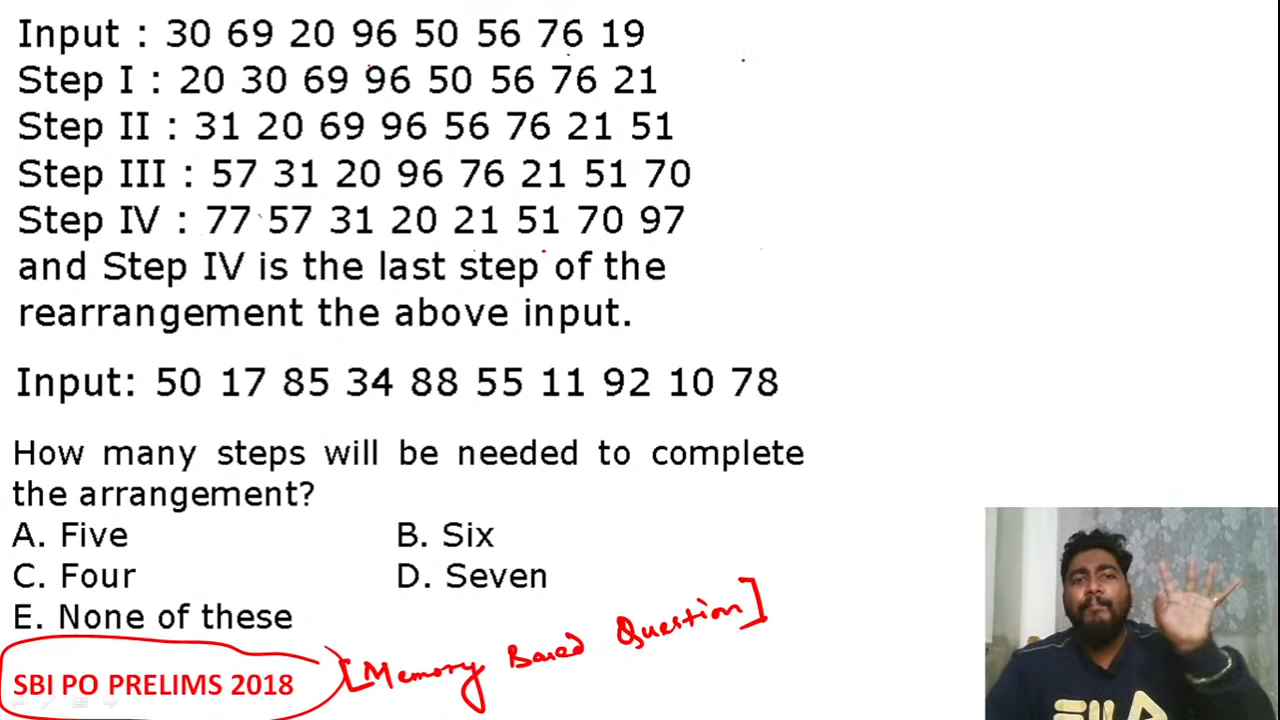 Input : 30 69 20 96 50 56 76 19
Step I : 20 30 69 96 50 56 76 21
Step II : 31 20 69 96 56 76 21 51
Step III : 57 31 20 96 76 21 51 70
Step IV : 77 57 31 20 21 51 70 97
and Step IV is the last step of the
rearrangement the above input.
Input: 50 17 85 34 88 55 11 92 10 78
How many steps will be needed to complete
the arrangement?
A. Five B. Six
C. Four D. Seven
E. None of these
SBI PO PRELIMS 2018 [Memory Based Question]
FILA